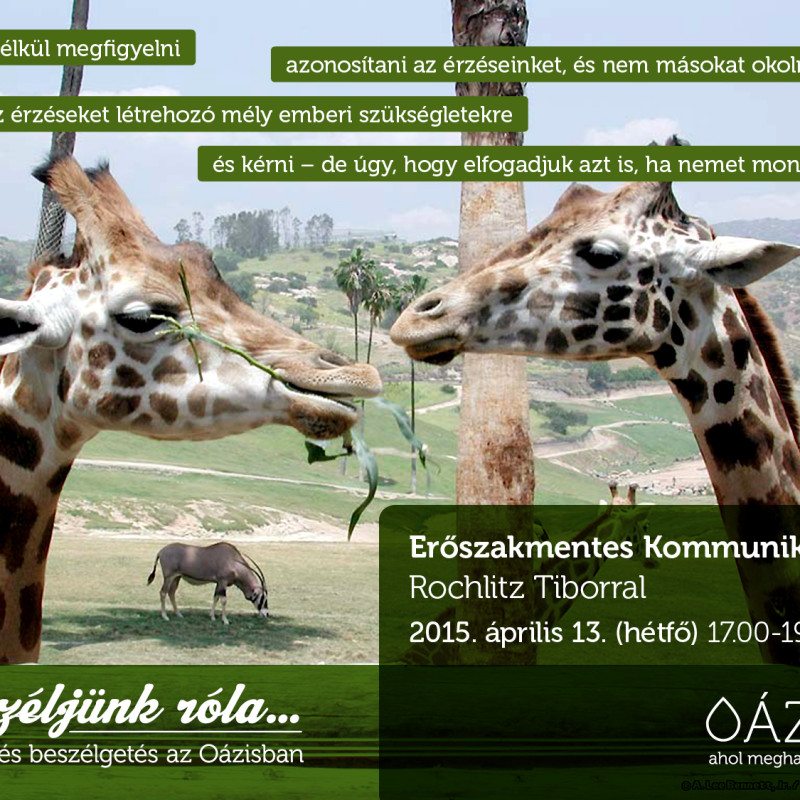 élkül megfigyelni
azonosítani az érzéseinket, és nem másokat okoln
z érzéseket létrehozó mély emberi szükségletekre
és kérni – de úgy, hogy elfogadjuk azt is, ha nemet mon
Erőszakmentes Kommunik
Rochlitz Tiborral
2015. április 13. (hétfő) 17.00-19
zéljünk róla...
és beszélgetés az Oázisban
OÁZ
ahol megha